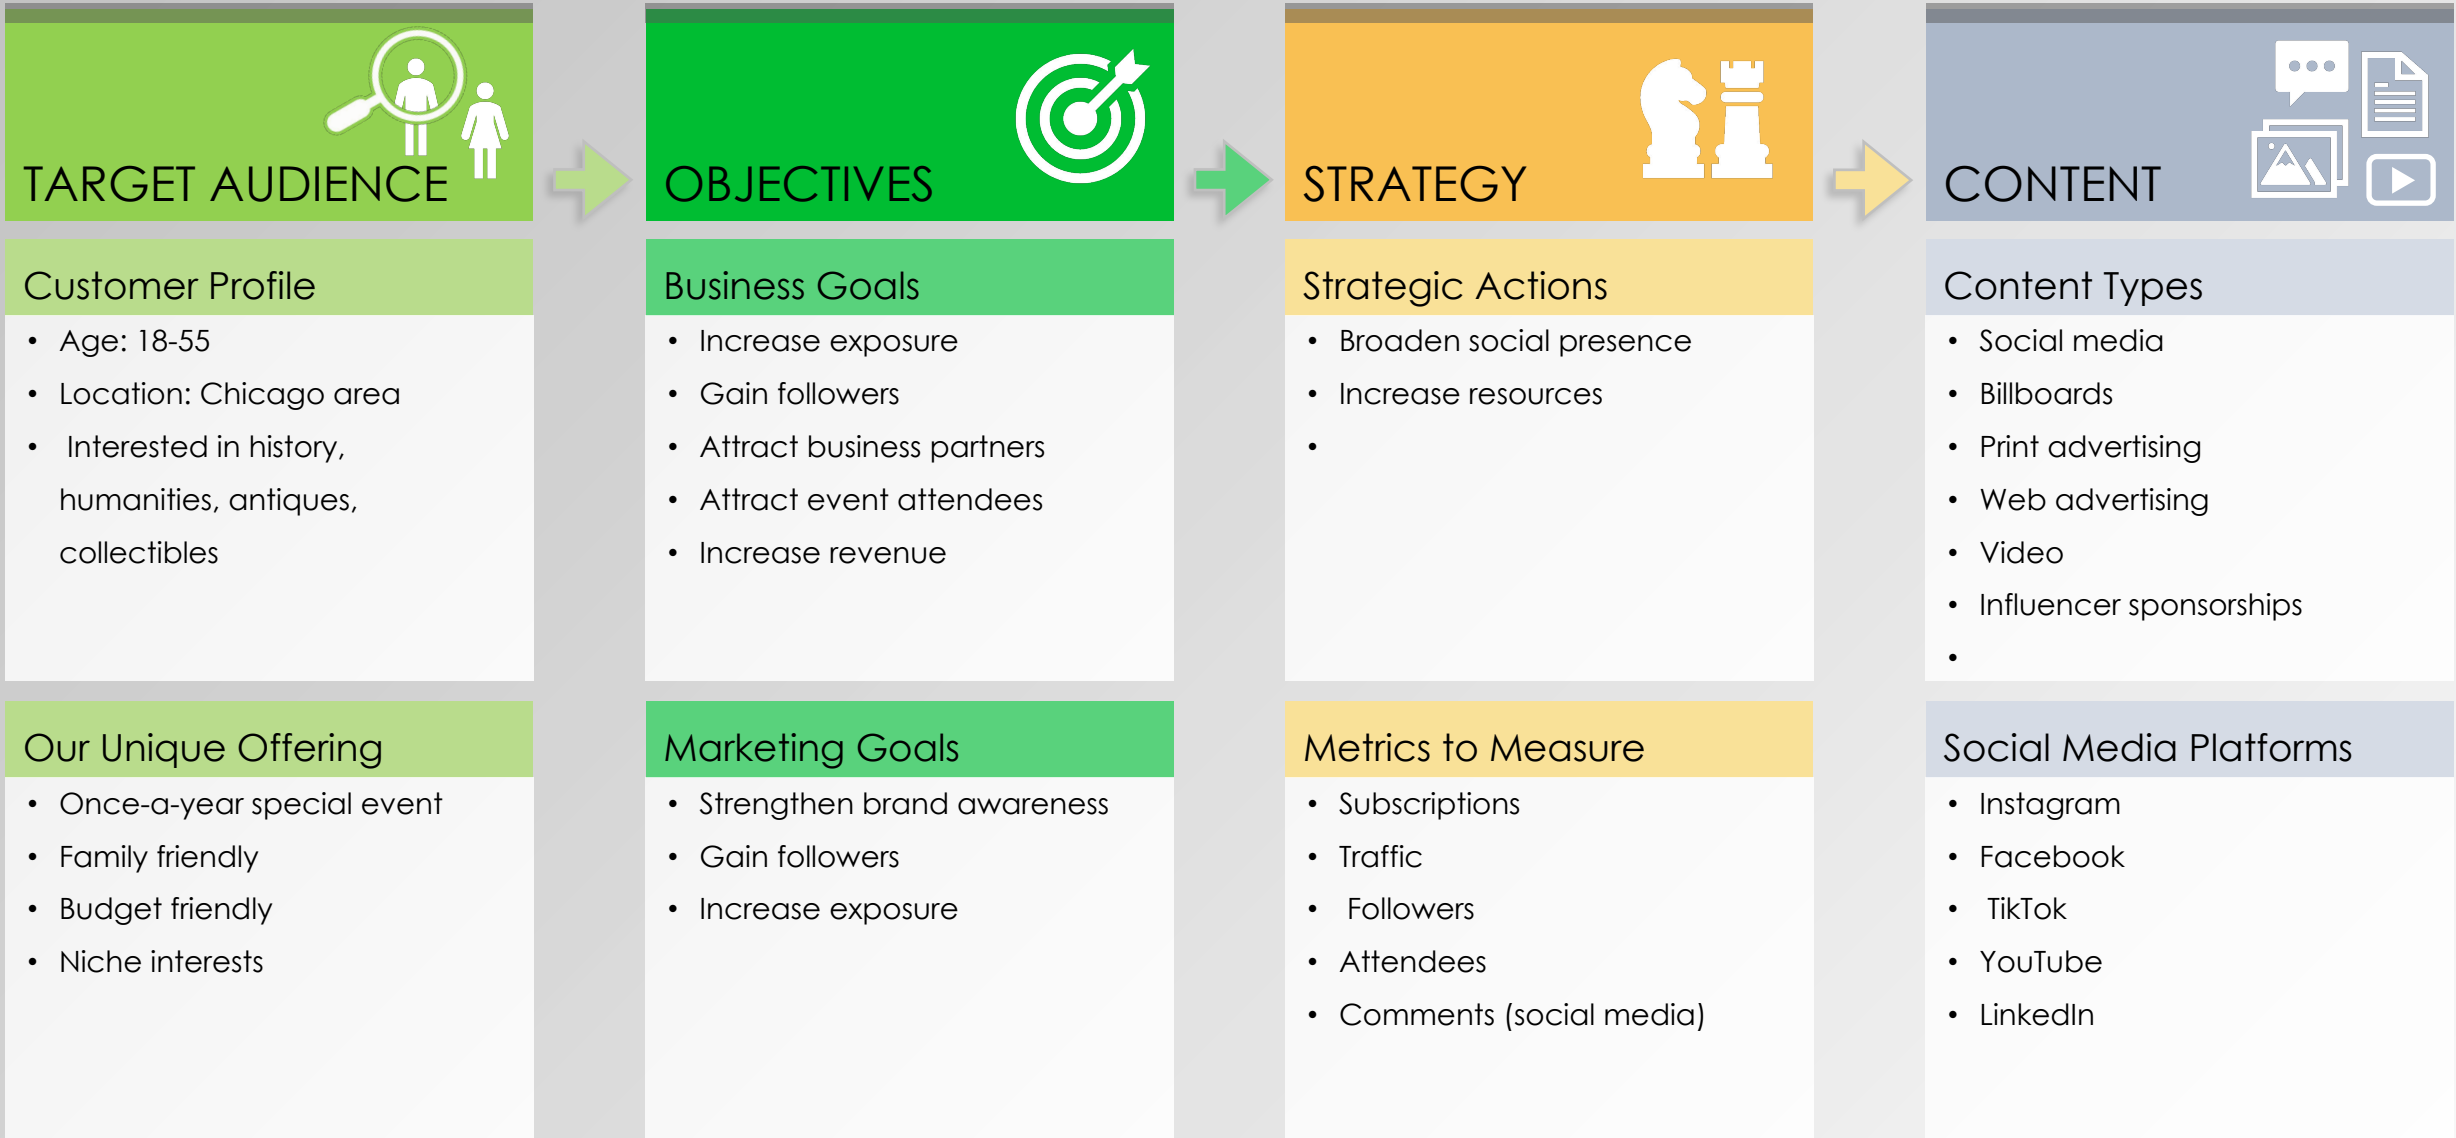 TARGET AUDIENCE
Customer Profile
• Age: 18-55
• Location: Chicago area
• Interested in history,
humanities, antiques,
collectibles
Our Unique Offering
• Once-a-year special event
• Family friendly
• Budget friendly
• Niche interests
OBJECTIVES
Business Goals
• Increase exposure
• Gain followers
• Attract business partners
• Attract event attendees
• Increase revenue
Marketing Goals
• Strengthen brand awareness
• Gain followers
• Increase exposure
STRATEGY
Strategic Actions
• Broaden social presence
• Increase resources
•
Metrics to Measure
• Subscriptions
• Traffic
• Followers
• Attendees
• Comments (social media)
CONTENT
Content Types
• Social media
• Billboards
• Print advertising
• Web advertising
• Video
• Influencer sponsorships
•
Social Media Platforms
• Instagram
• Facebook
• TikTok
• YouTube
• LinkedIn